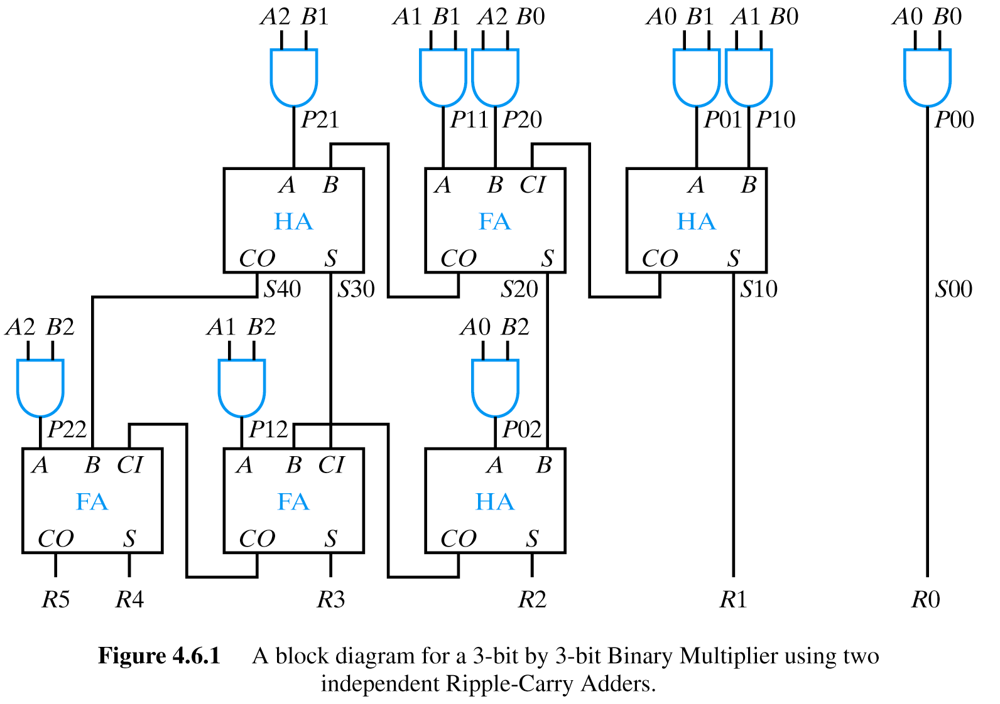 A2 B1 A1 B1 A2 B0 A0 B1 A1 B0 A0 B0
P21 P11 P20 P01 P10 P00
A B A B CI A B
HA FA HA
CO S CO S CO S
S40 S30 S20 S10 S00
A2 B2 A1 B2 A0 B2
P22 P12 P02
A B CI A B CI A B
FA FA HA
CO S CO S CO S
R5 R4 R3 R2 R1 R0
Figure 4.6.1 A block diagram for a 3-bit by 3-bit Binary Multiplier using two
independent Ripple-Carry Adders.